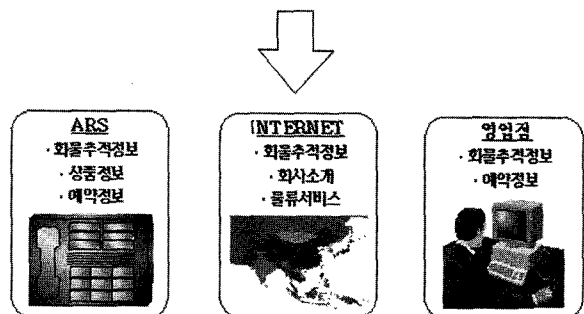 ARS
· 화물추적정보
· 상품정보
· 예약정보
INTERNET
· 화물추적정보
· 회사소개
· 물류서비스
영업점
· 화물추적정보
· 예약정보